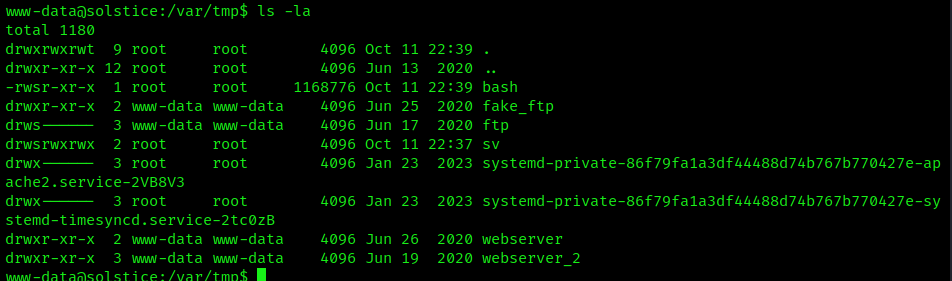 www-data@solstice:/var/tmp$ ls -la
total 1180
drwxrwxrwt  9 root     root        4096 Oct 11 22:39 .
drwxr-xr-x 12 root     root        4096 Jun 13  2020 ..
-rwsr-xr-x  1 root     root     1168776 Oct 11 22:39 bash
drwxr-xr-x  2 www-data www-data    4096 Jun 25  2020 fake_ftp
drws------  3 www-data www-data    4096 Jun 17  2020 ftp
drwsrwxrwx  2 root     root        4096 Oct 11 22:37 sv
drwx------  3 root     root        4096 Jan 23  2023 systemd-private-86f79fa1a3df44488d74b767b770427e-ap
ache2.service-2VB8V3
drwx------  3 root     root        4096 Jan 23  2023 systemd-private-86f79fa1a3df44488d74b767b770427e-sy
stemd-timesyncd.service-2tc0zB
drwxr-xr-x  2 www-data www-data    4096 Jun 26  2020 webserver
drwxr-xr-x  3 www-data www-data    4096 Jun 19  2020 webserver_2
www-data@solstice:/var/tmp$